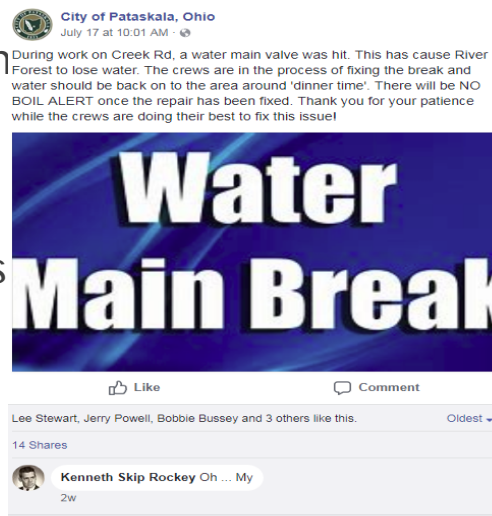 City of Pataskala, Ohio
July 17 at 10:01 AM ·
During work on Creek Rd, a water main valve was hit. This has cause River
Forest to lose water. The crews are in the process of fixing the break and
water should be back on to the area around 'dinner time'. There will be NO
BOIL ALERT once the repair has been fixed. Thank you for your patience
while the crews are doing their best to fix this issue!
Water
Main Break
Like Comment
Lee Stewart, Jerry Powell, Bobbie Bussey and 3 others like this. Oldest
14 Shares
Kenneth Skip Rockey Oh ... My
2w